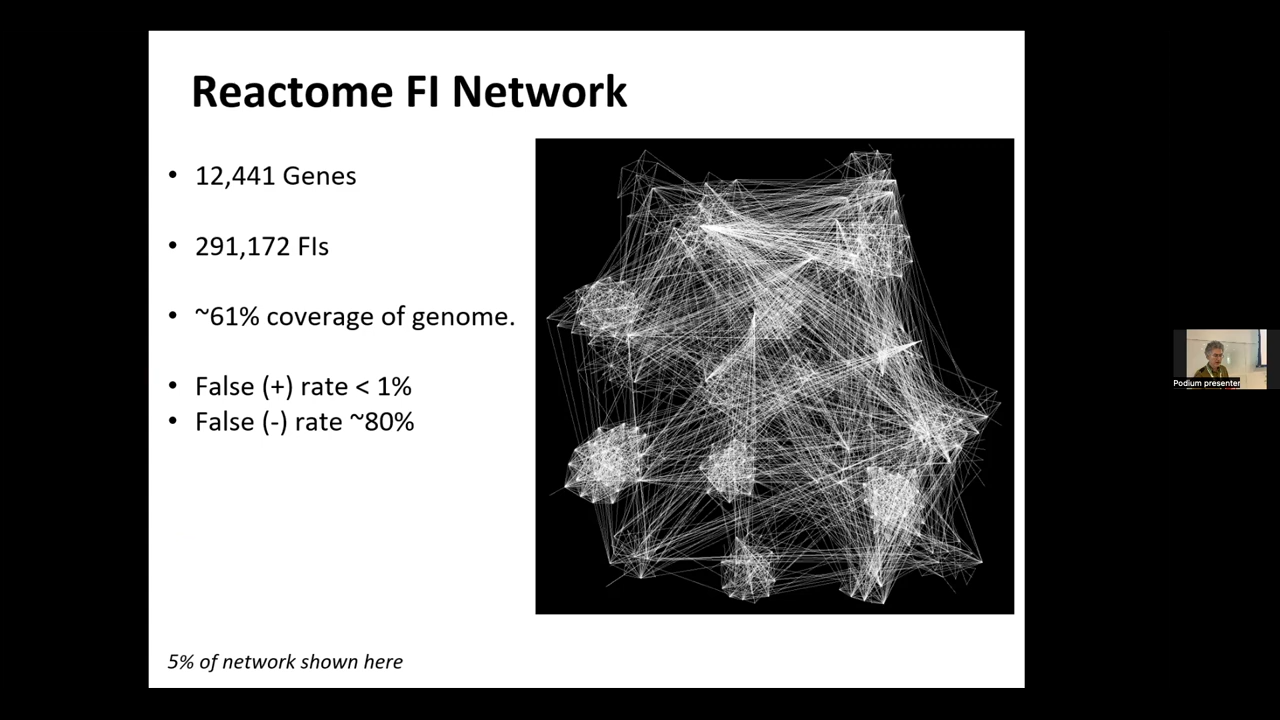 Reactome FI Network
• 12,441 Genes
• 291,172 FIs
• ~61% coverage of genome.
• False (+) rate < 1%
• False (-) rate ~80%
5% of network shown here
Podium presenter